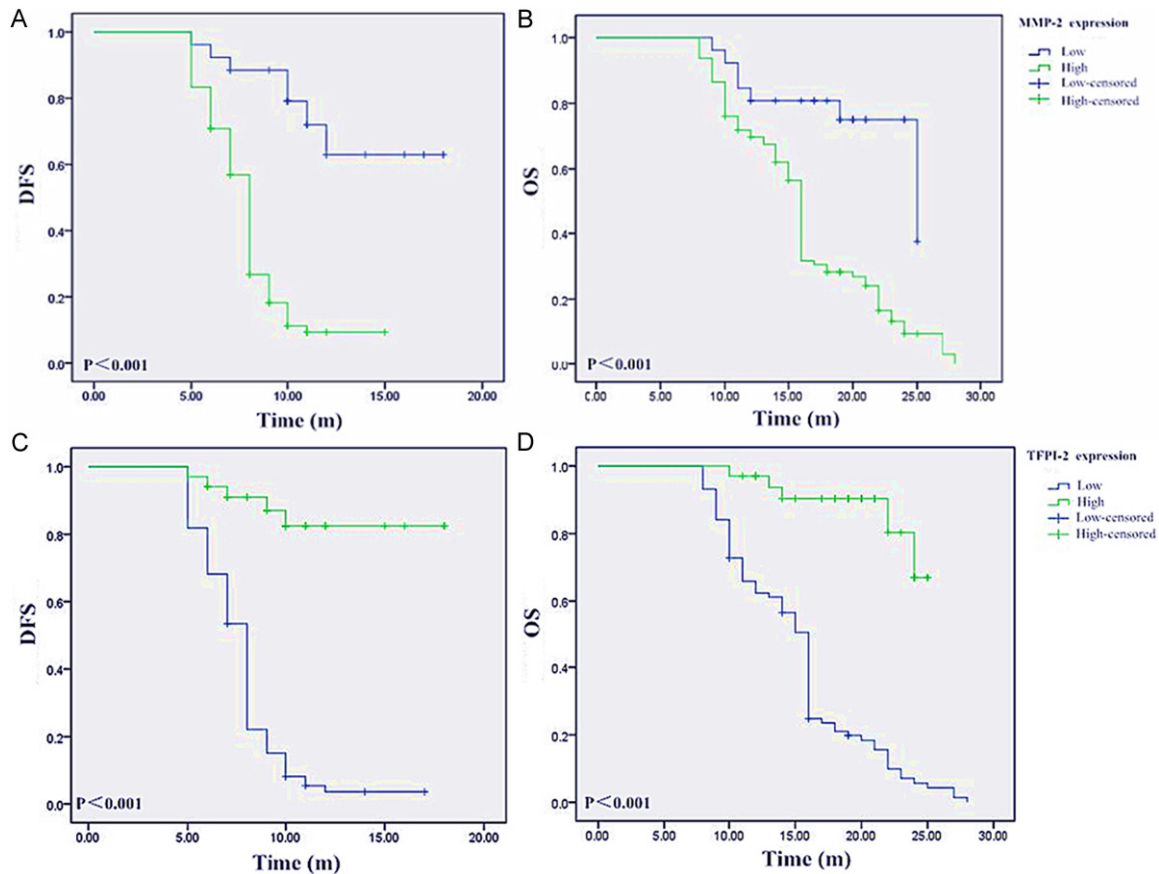 A
DFS
1.0
0.8
0.6
0.4
0.2
0.0
P<0.001
0.00 5.00 10.00 15.00 20.00
Time (m)
B
OS
1.0
0.8
0.6
0.4
0.2
0.0
P<0.001
5.00 10.00 15.00 20.00 25.00 30.00
Time (m)
MMP-2 expression
Low
High
Low-censored
High-censored
C
DFS
1.0
0.8
0.6
0.4
0.2
0.0
P<0.001
0.00 5.00 10.00 15.00 20.00
Time (m)
D
OS
1.0
0.8
0.6
0.4
0.2
0.0
P<0.001
0.00 5.00 10.00 15.00 20.00 25.00 30.00
Time (m)
TFPI-2 expression
Low
High
Low-censored
High-censored